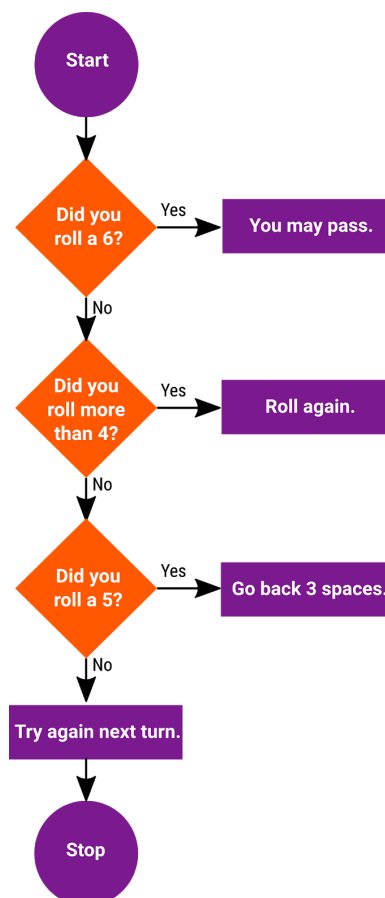 Start
Did you
roll a 6?
Yes
You may pass.
No
Did you
roll more
than 4?
Yes
Roll again.
No
Did you
roll a 5?
Yes
Go back 3 spaces.
No
Try again next turn.
Stop